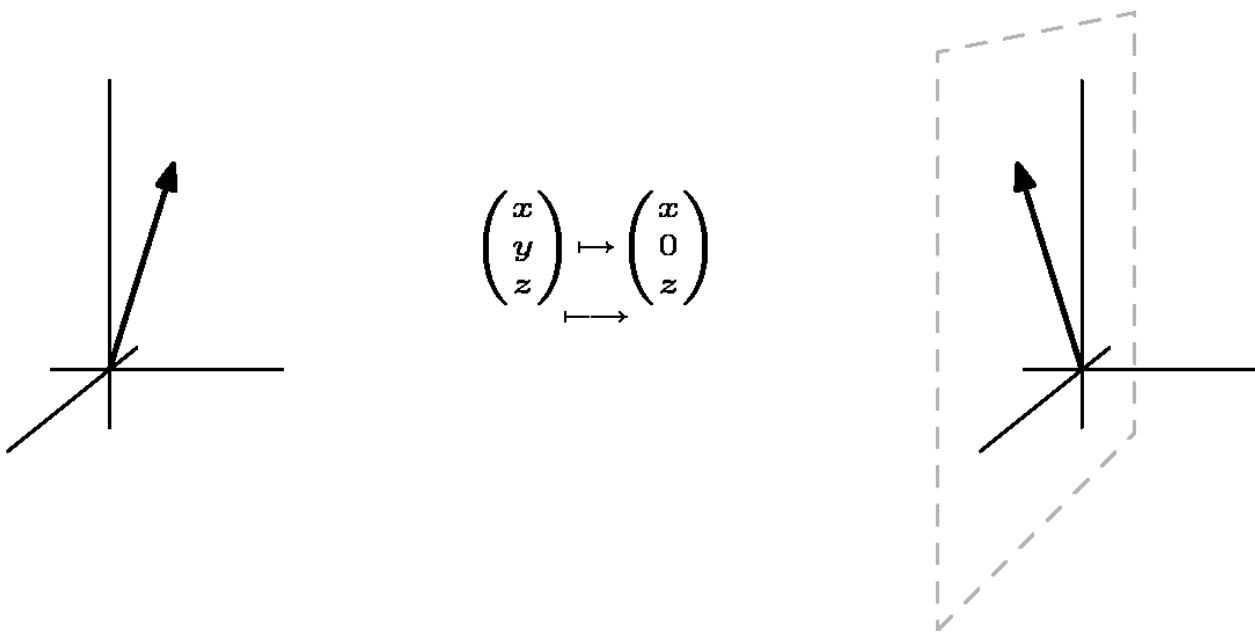 (x y z) ↦ (x 0 z)
⟼